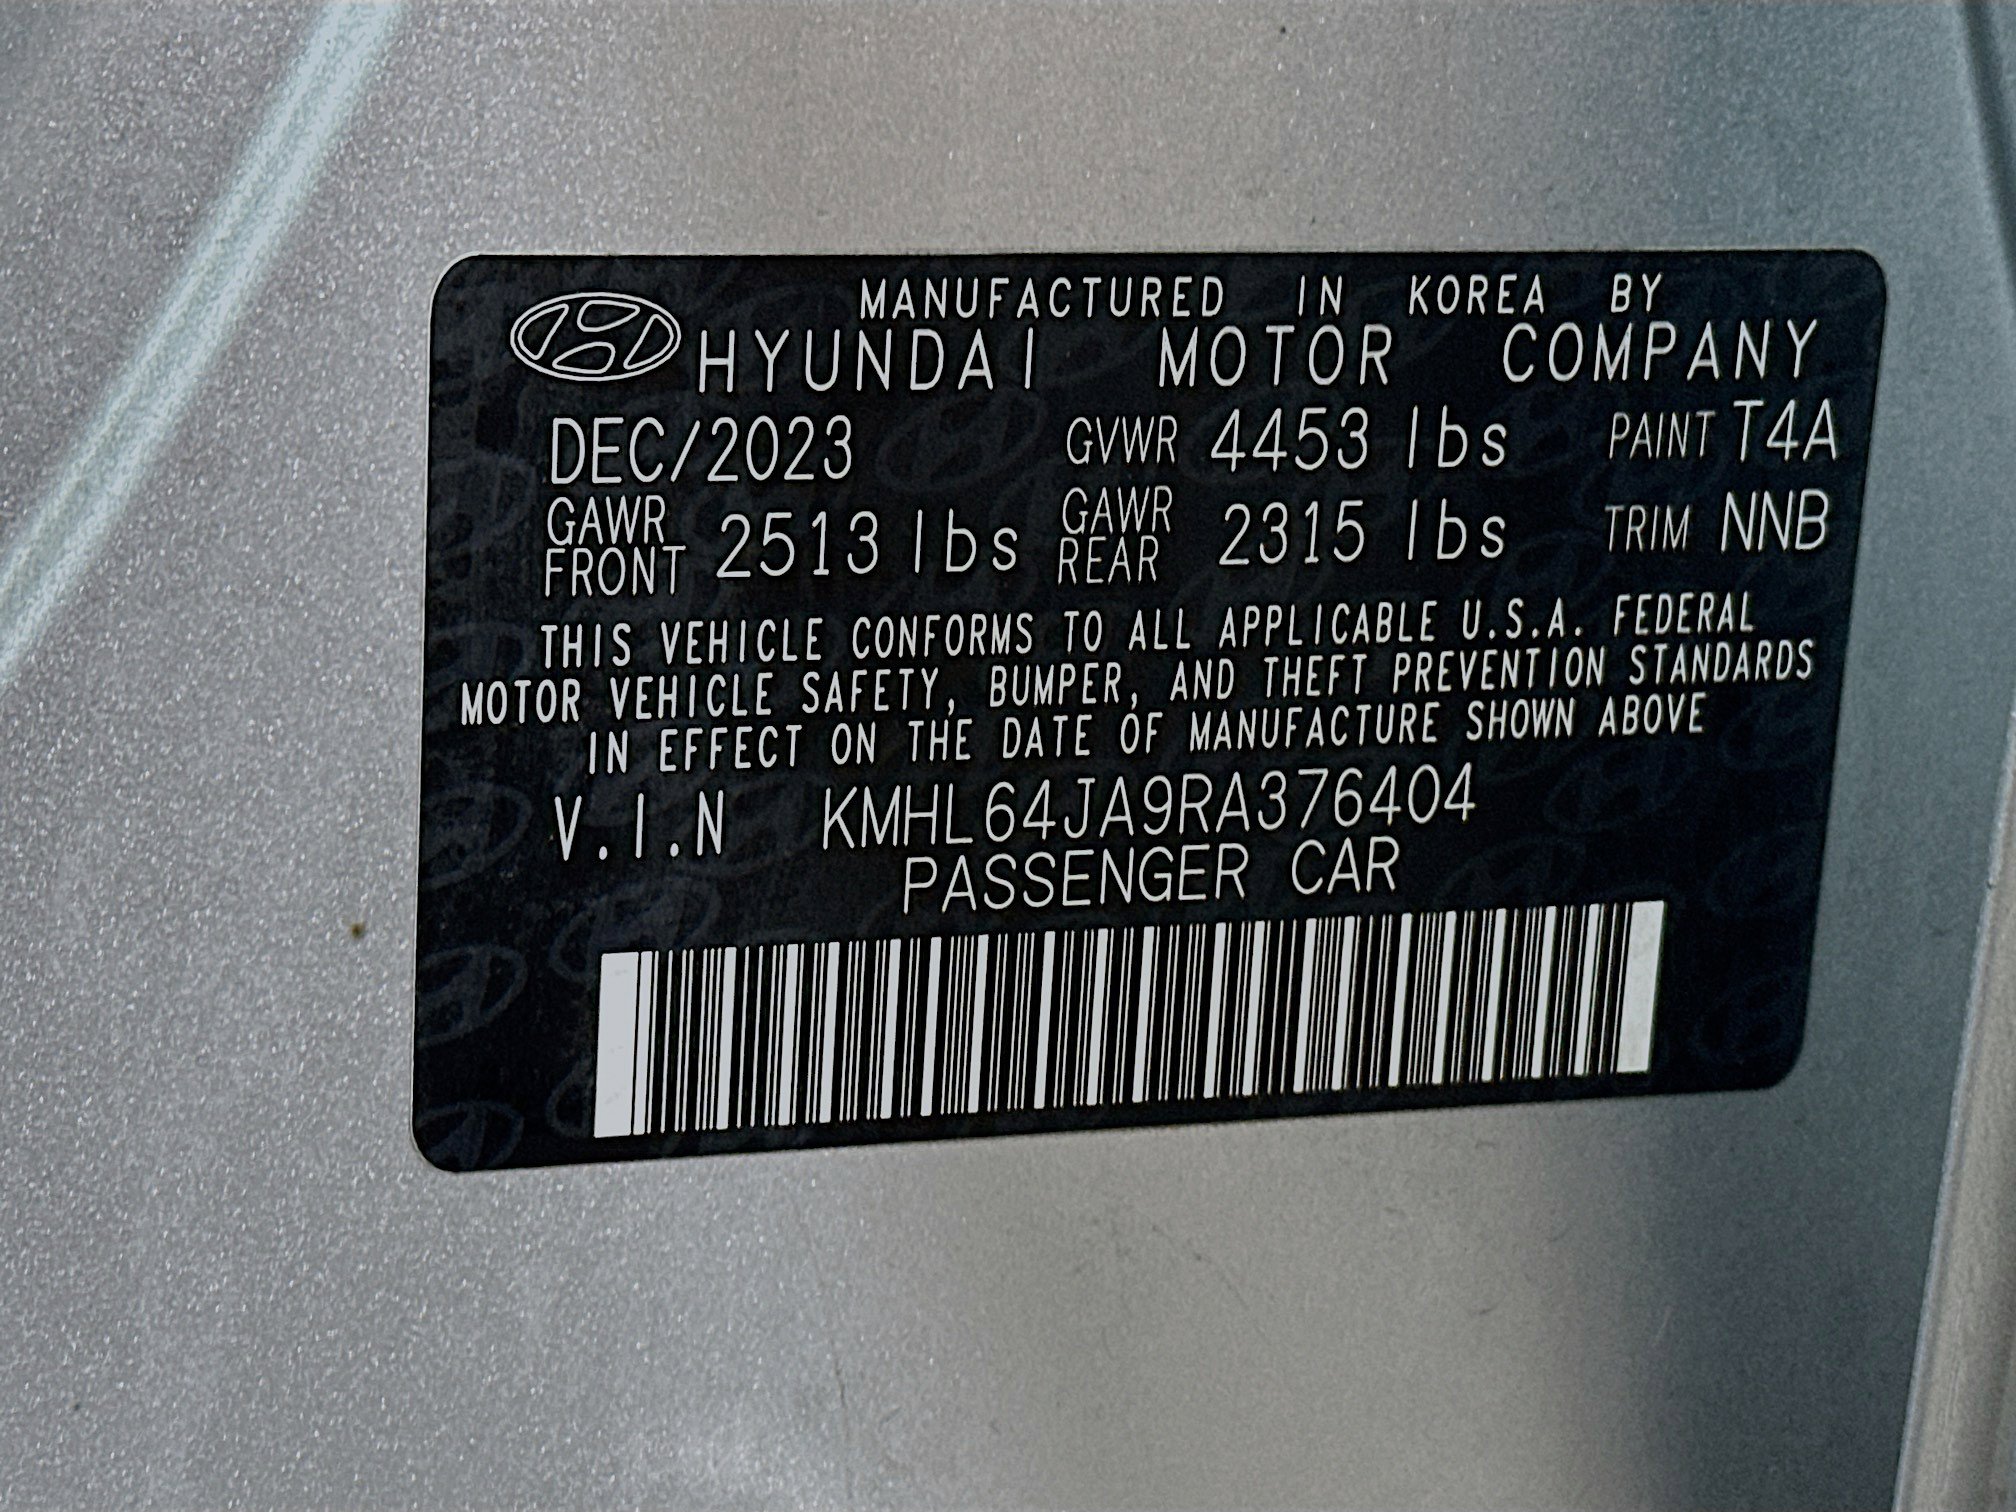 MANUFACTURED IN KOREA BY
HYUNDAI MOTOR COMPANY
DEC/2023 GVWR 4453 lbs PAINT T4A
GAWR FRONT 2513 lbs GAWR REAR 2315 lbs TRIM NNB
THIS VEHICLE CONFORMS TO ALL APPLICABLE U.S.A. FEDERAL
MOTOR VEHICLE SAFETY, BUMPER, AND THEFT PREVENTION STANDARDS
IN EFFECT ON THE DATE OF MANUFACTURE SHOWN ABOVE
V.I.N KMHL64JA9RA376404
PASSENGER CAR